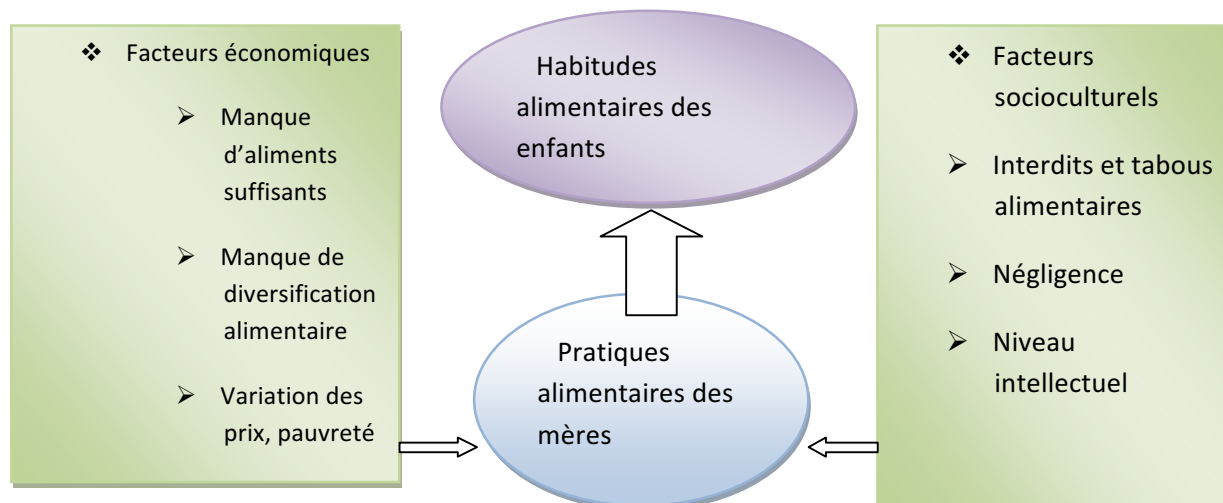 ❖ Facteurs économiques
➢ Manque
d’aliments
suffisants
➢ Manque de
diversification
alimentaire
➢ Variation des
prix, pauvreté
Habitudes
alimentaires des
enfants
Pratiques
alimentaires des
mères
❖ Facteurs
socioculturels
➢ Interdits et tabous
alimentaires
➢ Négligence
➢ Niveau
intellectuel